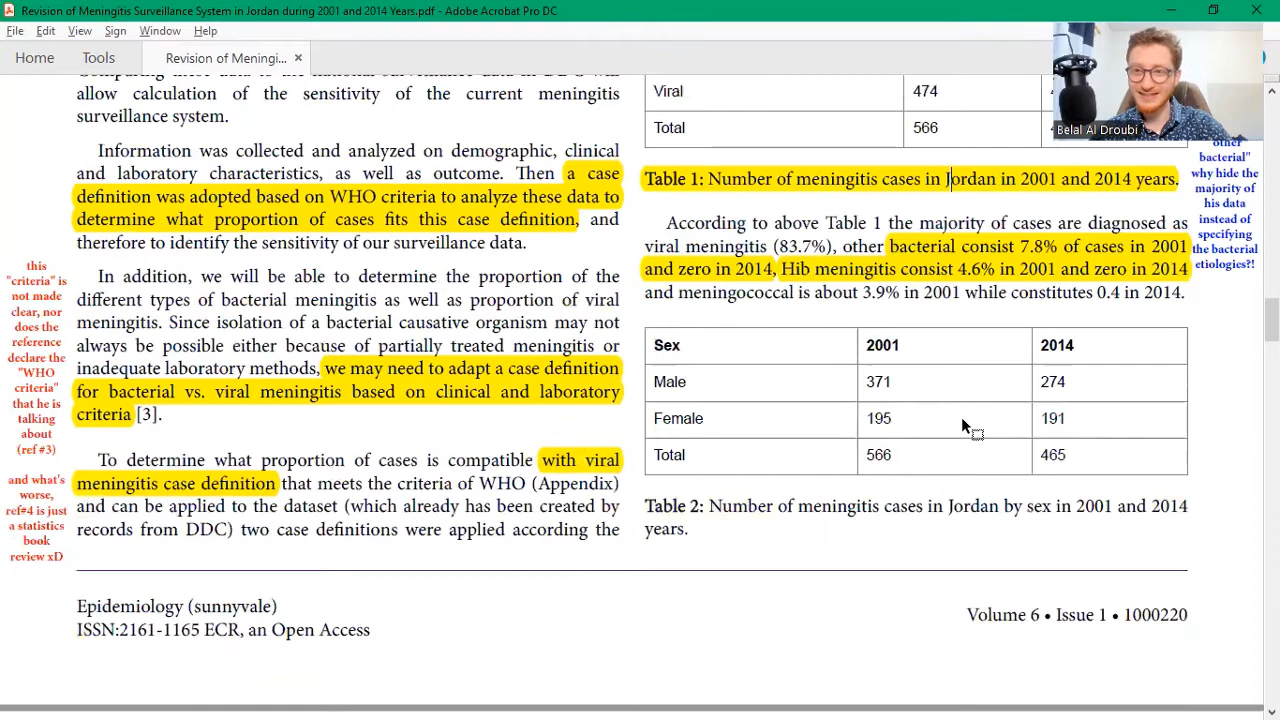 Revision of Meningitis Surveillance System in Jordan during 2001 and 2014 Years.pdf - Adobe Acrobat Pro DC
File Edit View Sign Window Help
Home Tools Revision of Meningi... ×
Belal Al Droubi
allow calculation of the sensitivity of the current meningitis
surveillance system.
Information was collected and analyzed on demographic, clinical
and laboratory characteristics, as well as outcome. Then a case
definition was adopted based on WHO criteria to analyze these data to
determine what proportion of cases fits this case definition, and
therefore to identify the sensitivity of our surveillance data.
In addition, we will be able to determine the proportion of the
different types of bacterial meningitis as well as proportion of viral
meningitis. Since isolation of a bacterial causative organism may not
always be possible either because of partially treated meningitis or
inadequate laboratory methods, we may need to adapt a case definition
for bacterial vs. viral meningitis based on clinical and laboratory
criteria [3].
To determine what proportion of cases is compatible with viral
meningitis case definition that meets the criteria of WHO (Appendix)
and can be applied to the dataset (which already has been created by
records from DDC) two case definitions were applied according the
this
"criteria" is
not made
clear, nor
does the
reference
declare the
"WHO
criteria"
that he is
talking
about
(ref #3)
and what's
worse,
ref#4 is just
a statistics
book
review xD
Viral 474
Total 566
Table 1: Number of meningitis cases in Jordan in 2001 and 2014 years.
According to above Table 1 the majority of cases are diagnosed as
viral meningitis (83.7%), other bacterial consist 7.8% of cases in 2001
and zero in 2014, Hib meningitis consist 4.6% in 2001 and zero in 2014
and meningococcal is about 3.9% in 2001 while constitutes 0.4 in 2014.
Sex 2001 2014
Male 371 274
Female 195 191
Total 566 465
Table 2: Number of meningitis cases in Jordan by sex in 2001 and 2014
years.
other
bacterial"
why hide the
majority of
his data
instead of
specifying
the bacterial
etiologies?!
Epidemiology (sunnyvale)
ISSN:2161-1165 ECR, an Open Access
Volume 6 • Issue 1 • 1000220